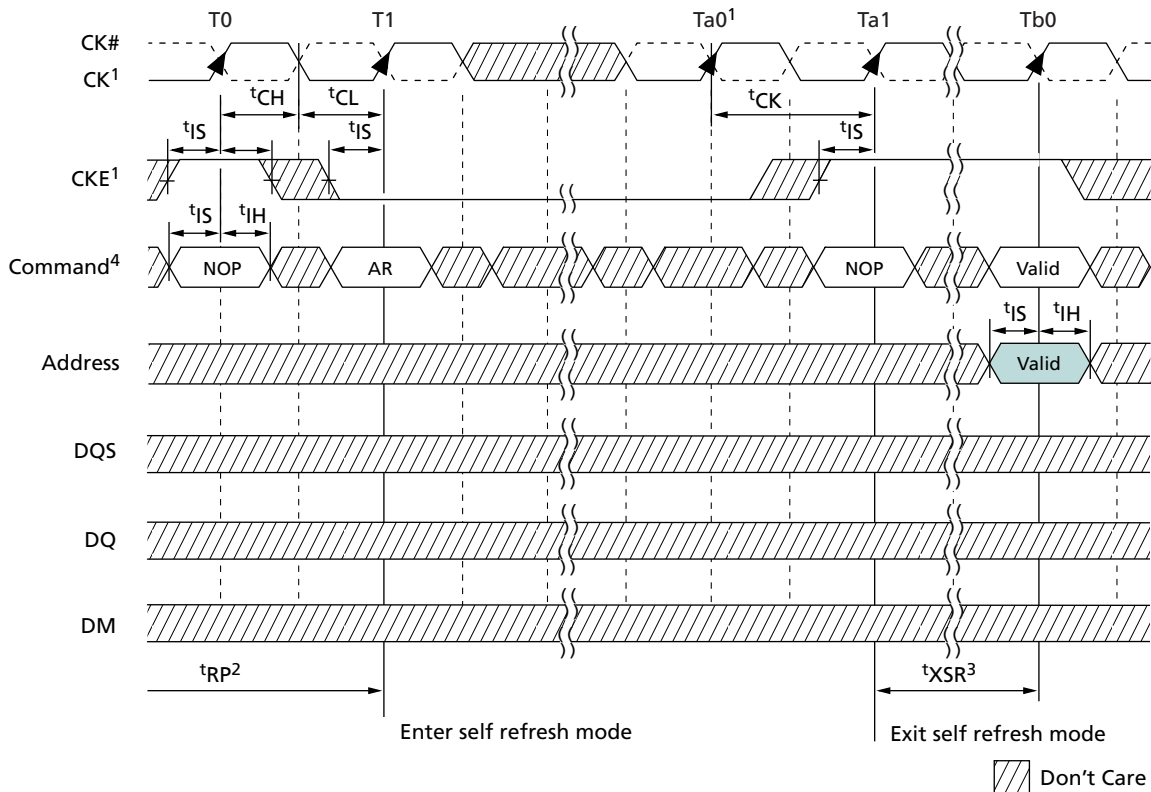 T0 T1 Ta0¹ Ta1 Tb0
CK#
CK¹
tCH tCL tCK
tIS tIS tIS
CKE¹
tIS tIH
Command⁴ NOP AR NOP Valid
tIS tIH
Address Valid
DQS
DQ
DM
tRP² tXSR³
Enter self refresh mode Exit self refresh mode
Don't Care